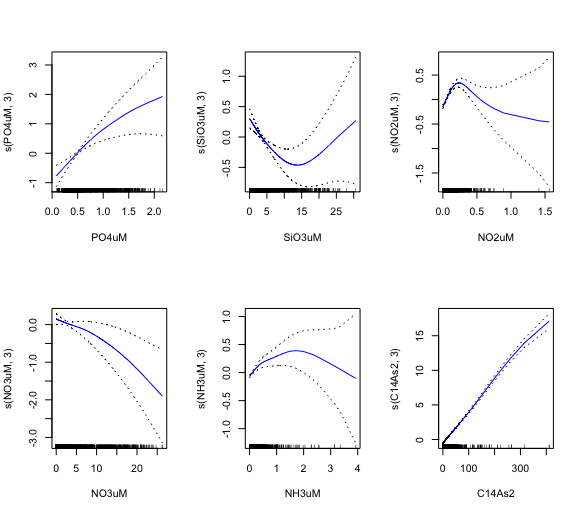 s(PO4uM, 3)
3
2
1
0
-1
0.0 0.5 1.0 1.5 2.0
PO4uM
s(SiO3uM, 3)
1.0
0.5
0.0
-0.5
0 5 15 25
SiO3uM
s(NO2uM, 3)
0.5
-0.5
-1.5
0.0 0.5 1.0 1.5
NO2uM
s(NO3uM, 3)
0.0
-1.0
-2.0
-3.0
0 5 10 20
NO3uM
s(NH3uM, 3)
1.0
0.5
0.0
-1.0
0 1 2 3 4
NH3uM
s(C14As2, 3)
15
10
5
0
0 100 300
C14As2